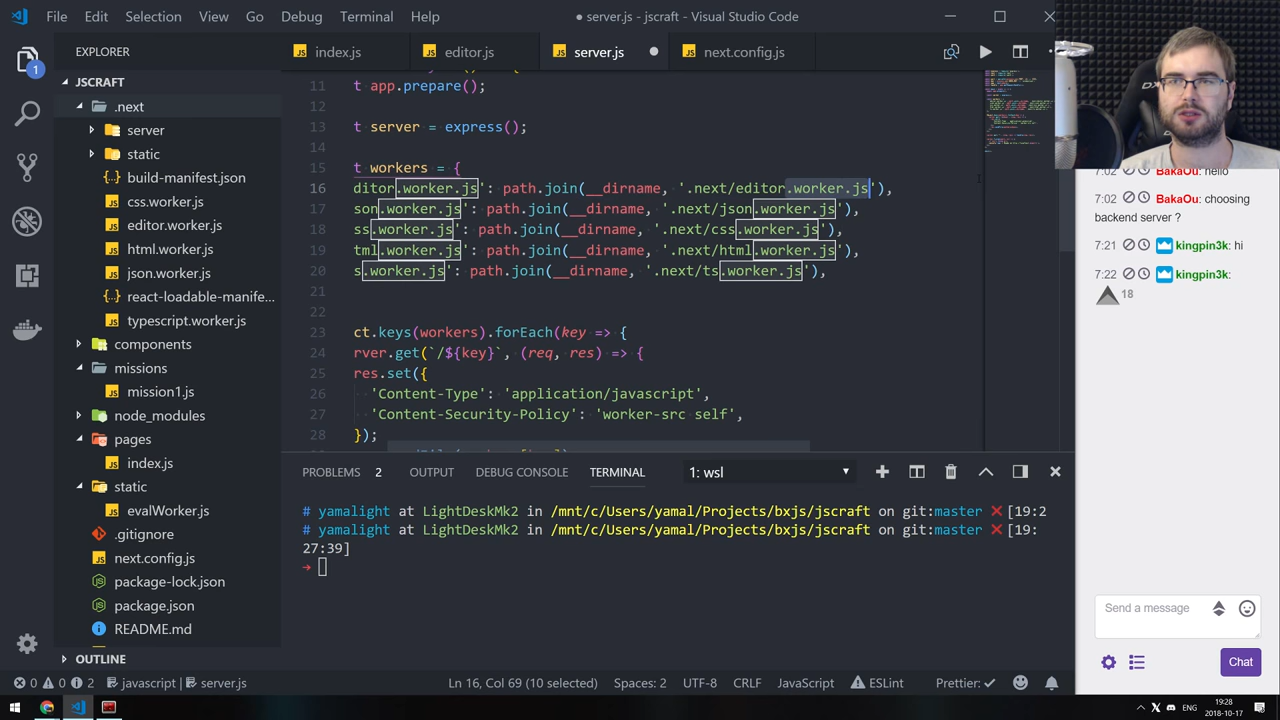 File Edit Selection View Go Debug Terminal Help
● server.js - jscraft - Visual Studio Code
EXPLORER
index.js
editor.js
server.js
next.config.js
JSCRAFT
.next
server
static
build-manifest.json
css.worker.js
editor.worker.js
html.worker.js
json.worker.js
react-loadable-manife...
typescript.worker.js
components
missions
mission1.js
node_modules
pages
index.js
static
evalWorker.js
.gitignore
next.config.js
package-lock.json
package.json
README.md
OUTLINE
1
11 t app.prepare();
12
13 t server = express();
14
15 t workers = {
16 ditor.worker.js': path.join(__dirname, '.next/editor.worker.js'),
17 son.worker.js': path.join(__dirname, '.next/json.worker.js'),
18 ss.worker.js': path.join(__dirname, '.next/css.worker.js'),
19 tml.worker.js': path.join(__dirname, '.next/html.worker.js'),
20 s.worker.js': path.join(__dirname, '.next/ts.worker.js'),
21
22
23 ct.keys(workers).forEach(key => {
24 rver.get(`/${key}`, (req, res) => {
25 res.set({
26 'Content-Type': 'application/javascript',
27 'Content-Security-Policy': 'worker-src self',
28 });
PROBLEMS 2 OUTPUT DEBUG CONSOLE TERMINAL 1: wsl
# yamalight at LightDeskMk2 in /mnt/c/Users/yamal/Projects/bxjs/jscraft on git:master ❌ [19:2
# yamalight at LightDeskMk2 in /mnt/c/Users/yamal/Projects/bxjs/jscraft on git:master ❌ [19:
27:39]
→
0 0 2 javascript server.js
Ln 16, Col 69 (10 selected) Spaces: 2 UTF-8 CRLF JavaScript ESLint Prettier: ✓
7:02 BakaOu: hello
7:02 BakaOu: choosing
backend server ?
7:21 kingpin3k: hi
7:22 kingpin3k:
18
Send a message
Chat
ENG
19:28
2018-10-17